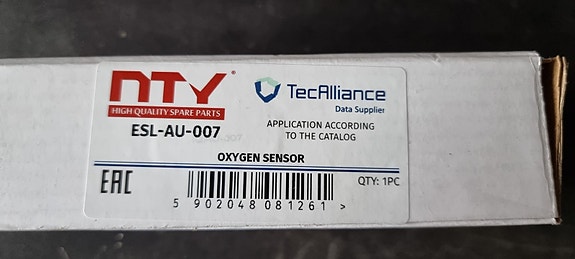 NTY®
HIGH QUALITY SPARE PARTS
ESL-AU-007
TecAlliance
Data Supplier
APPLICATION ACCORDING
TO THE CATALOG
OXYGEN SENSOR
EAC
QTY: 1PC
5 902048 081261 >